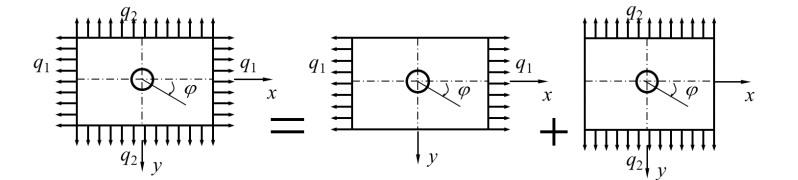 q₂ q₂
q₁ q₁ q₁ q₁
φ x φ x φ x
= +
q₂ y y q₂ y